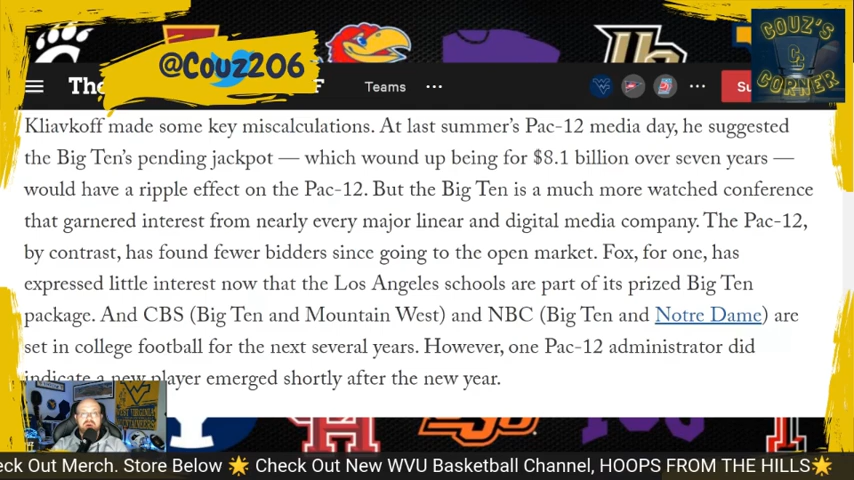 @Couz206
COUZ'S
CORNER
The
F
Teams
Su
Kliavkoff made some key miscalculations. At last summer's Pac-12 media day, he suggested
the Big Ten's pending jackpot — which wound up being for $8.1 billion over seven years —
would have a ripple effect on the Pac-12. But the Big Ten is a much more watched conference
that garnered interest from nearly every major linear and digital media company. The Pac-12,
by contrast, has found fewer bidders since going to the open market. Fox, for one, has
expressed little interest now that the Los Angeles schools are part of its prized Big Ten
package. And CBS (Big Ten and Mountain West) and NBC (Big Ten and Notre Dame) are
set in college football for the next several years. However, one Pac-12 administrator did
indicate a new player emerged shortly after the new year.
eck Out Merch. Store Below 🌟 Check Out New WVU Basketball Channel, HOOPS FROM THE HILLS🌟